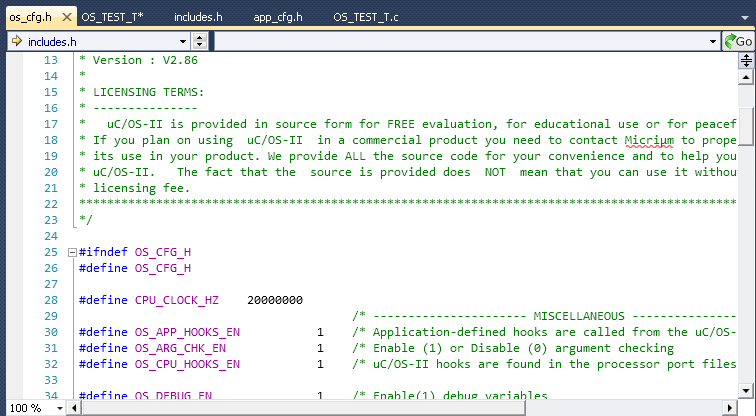 os_cfg.h OS_TEST_T* includes.h app_cfg.h OS_TEST_T.c
includes.h Go
13 * Version : V2.86
14 *
15 * LICENSING TERMS:
16 * ---------------
17 *   uC/OS-II is provided in source form for FREE evaluation, for educational use or for peacef
18 * If you plan on using  uC/OS-II  in a commercial product you need to contact Micrium to prope
19 * its use in your product. We provide ALL the source code for your convenience and to help you
20 * uC/OS-II.   The fact that the  source is provided does  NOT  mean that you can use it withou
21 * licensing fee.
22 *********************************************************************************************
23 */
24
25 #ifndef OS_CFG_H
26 #define OS_CFG_H
27
28 #define CPU_CLOCK_HZ    20000000
29 /* ---------------------- MISCELLANEOUS ---------------
30 #define OS_APP_HOOKS_EN           1    /* Application-defined hooks are called from the uC/OS-
31 #define OS_ARG_CHK_EN             1    /* Enable (1) or Disable (0) argument checking
32 #define OS_CPU_HOOKS_EN           1    /* uC/OS-II hooks are found in the processor port files
33
34 #define OS_DEBUG_EN               1    /* Enable(1) debug variables
100 %